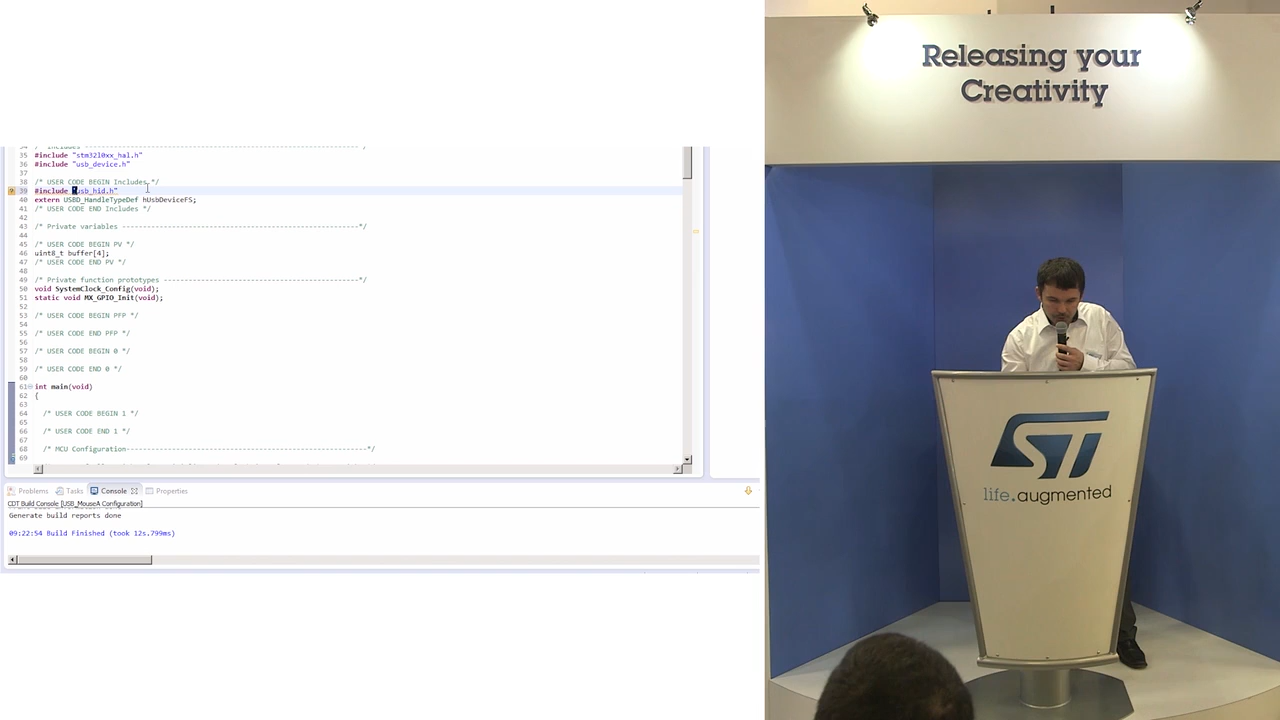 34 /* Includes ------------------------------------------------------------------*/
35 #include "stm32l0xx_hal.h"
36 #include "usb_device.h"
37
38 /* USER CODE BEGIN Includes */
39 #include "usb_hid.h"
40 extern USBD_HandleTypeDef hUsbDeviceFS;
41 /* USER CODE END Includes */
42
43 /* Private variables ---------------------------------------------------------*/
44
45 /* USER CODE BEGIN PV */
46 uint8_t buffer[4];
47 /* USER CODE END PV */
48
49 /* Private function prototypes -----------------------------------------------*/
50 void SystemClock_Config(void);
51 static void MX_GPIO_Init(void);
52
53 /* USER CODE BEGIN PFP */
54
55 /* USER CODE END PFP */
56
57 /* USER CODE BEGIN 0 */
58
59 /* USER CODE END 0 */
60
61 int main(void)
62 {
63
64 /* USER CODE BEGIN 1 */
65
66 /* USER CODE END 1 */
67
68 /* MCU Configuration----------------------------------------------------------*/
69
Problems Tasks Console Properties
CDT Build Console [USB_MouseA Configuration]
Generate build reports done
09:22:54 Build Finished (took 12s.799ms)
Releasing your
Creativity
ST
life.augmented